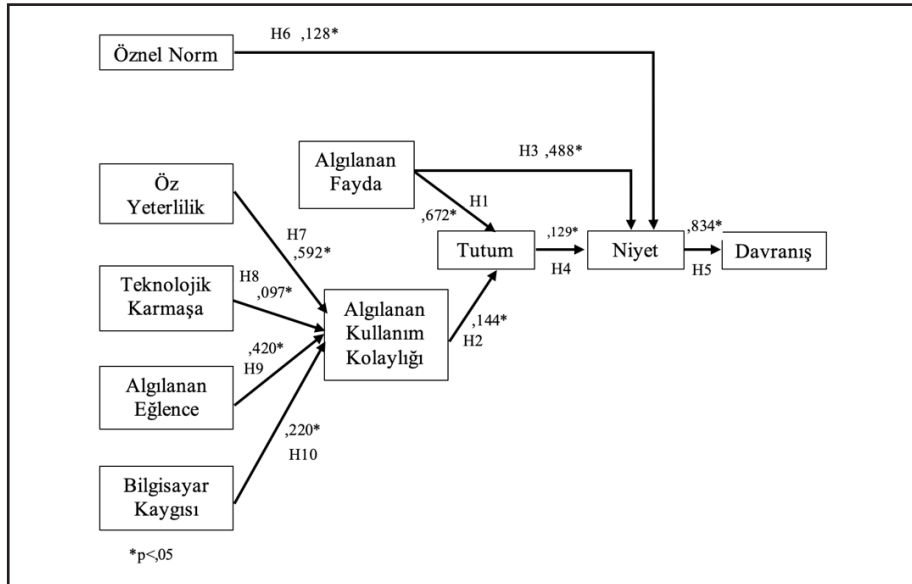 H6 ,128*
Öznel Norm
Algılanan
Fayda
H3 ,488*
H1
,672*
Öz
Yeterlilik
H7
,592*
Tutum
,129*
H4
Niyet
,834*
H5
Davranış
Teknolojik
Karmaşa
H8
,097*
Algılanan
Kullanım
Kolaylığı
,144*
H2
Algılanan
Eğlence
,420*
H9
,220*
H10
Bilgisayar
Kaygısı
*p<,05